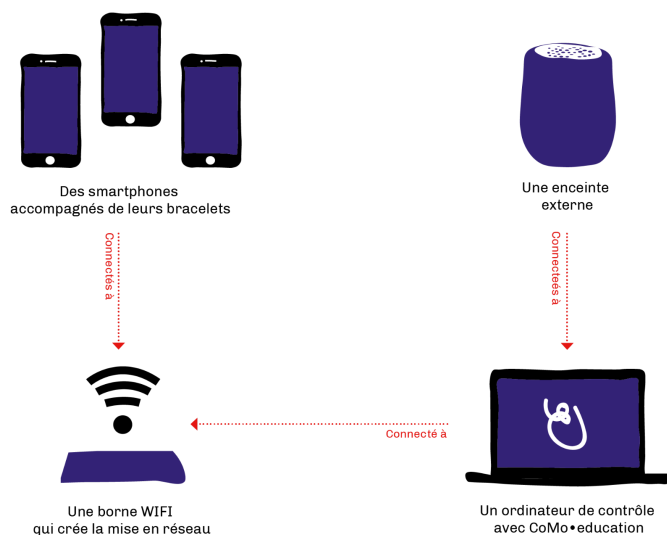 Des smartphones
accompagnés de leurs bracelets
Une enceinte
externe
Connectés à
Connecteés à
Connecté à
Une borne WIFI
qui crée la mise en réseau
Un ordinateur de contrôle
avec CoMo•education